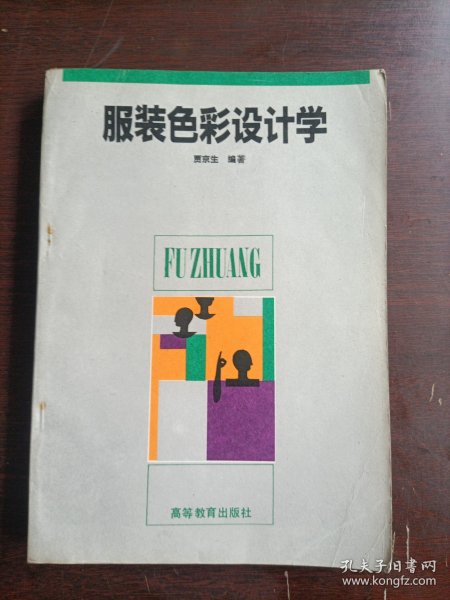 服装色彩设计学
贾京生 编著
FUZHUANG
高等教育出版社
孔夫子旧书网
www.kongfz.com